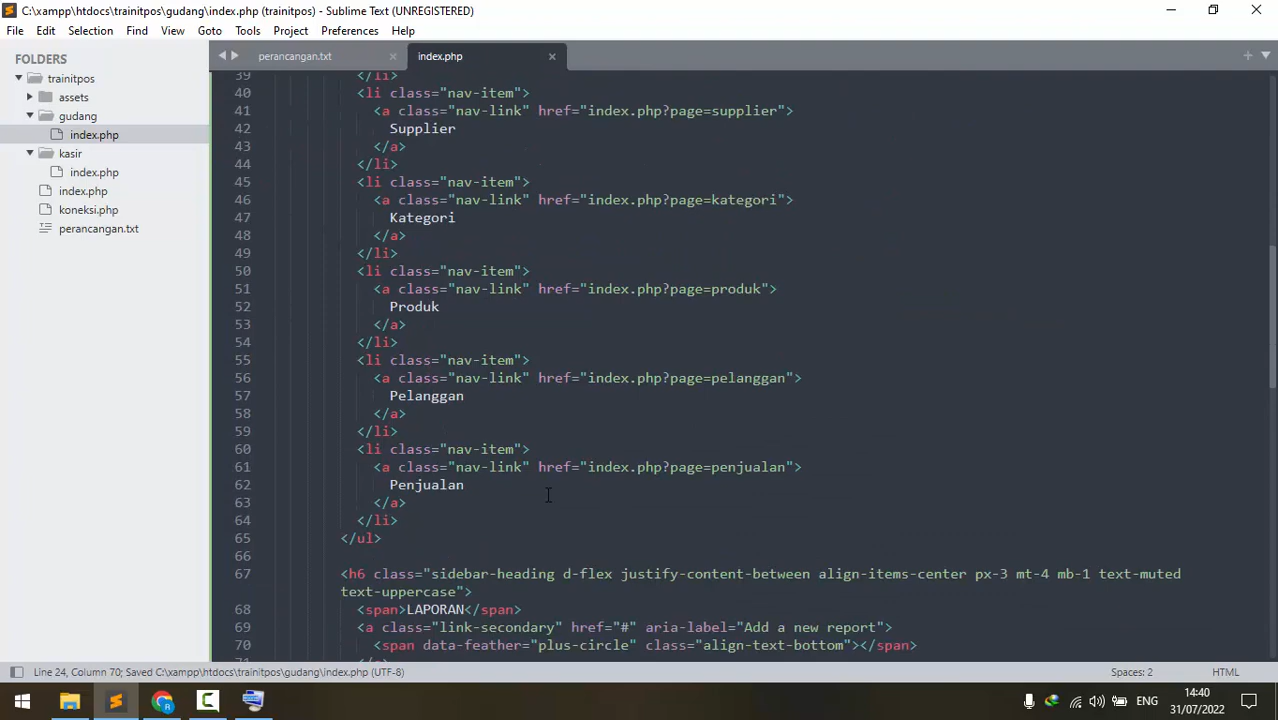 C:\xampp\htdocs\trainitpos\gudang\index.php (trainitpos) - Sublime Text (UNREGISTERED)
File Edit Selection Find View Goto Tools Project Preferences Help
FOLDERS
trainitpos
assets
gudang
index.php
kasir
index.php
index.php
koneksi.php
perancangan.txt
perancangan.txt
index.php
39 </li>
40 <li class="nav-item">
41 <a class="nav-link" href="index.php?page=supplier">
42 Supplier
43 </a>
44 </li>
45 <li class="nav-item">
46 <a class="nav-link" href="index.php?page=kategori">
47 Kategori
48 </a>
49 </li>
50 <li class="nav-item">
51 <a class="nav-link" href="index.php?page=produk">
52 Produk
53 </a>
54 </li>
55 <li class="nav-item">
56 <a class="nav-link" href="index.php?page=pelanggan">
57 Pelanggan
58 </a>
59 </li>
60 <li class="nav-item">
61 <a class="nav-link" href="index.php?page=penjualan">
62 Penjualan
63 </a>
64 </li>
65 </ul>
66
67 <h6 class="sidebar-heading d-flex justify-content-between align-items-center px-3 mt-4 mb-1 text-muted
text-uppercase">
68 <span>LAPORAN</span>
69 <a class="link-secondary" href="#" aria-label="Add a new report">
70 <span data-feather="plus-circle" class="align-text-bottom"></span>
71 </a>
Line 24, Column 70; Saved C:\xampp\htdocs\trainitpos\gudang\index.php (UTF-8)
Spaces: 2
HTML
ENG
14:40
31/07/2022